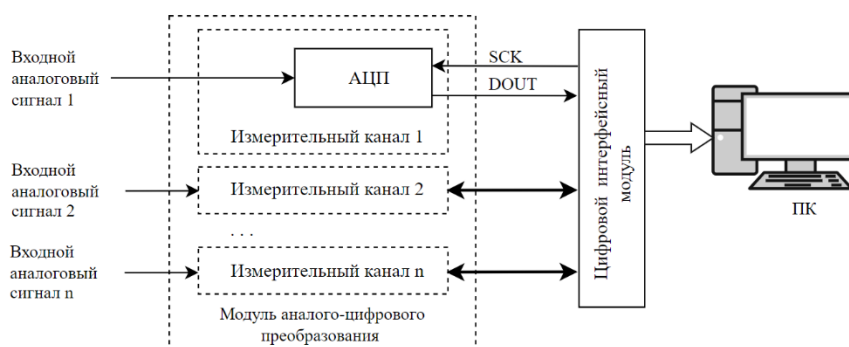 Входной
аналоговый
сигнал 1
АЦП
SCK
DOUT
Измерительный канал 1
Входной
аналоговый
сигнал 2
Измерительный канал 2
. . .
Входной
аналоговый
сигнал n
Измерительный канал n
Модуль аналого-цифрового
преобразования
Цифровой интерфейсный
модуль
ПК